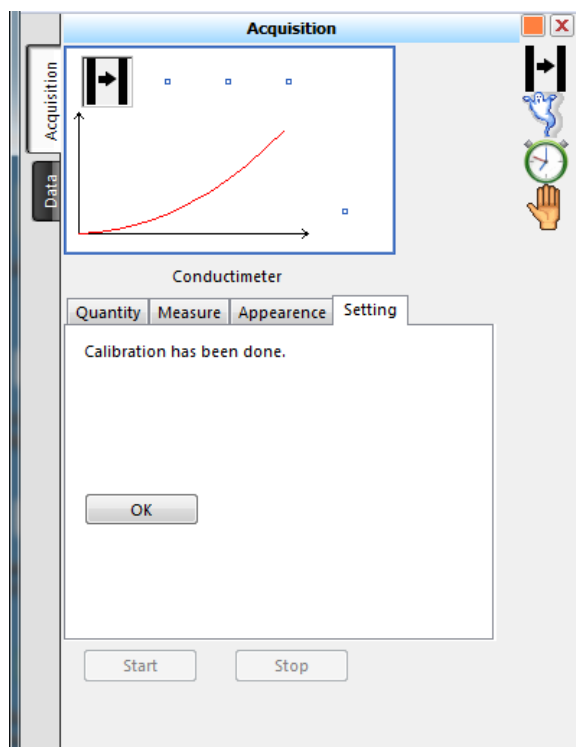 Acquisition
Acquisition
Data
Conductimeter
Quantity Measure Appearence Setting
Calibration has been done.
OK
Start Stop